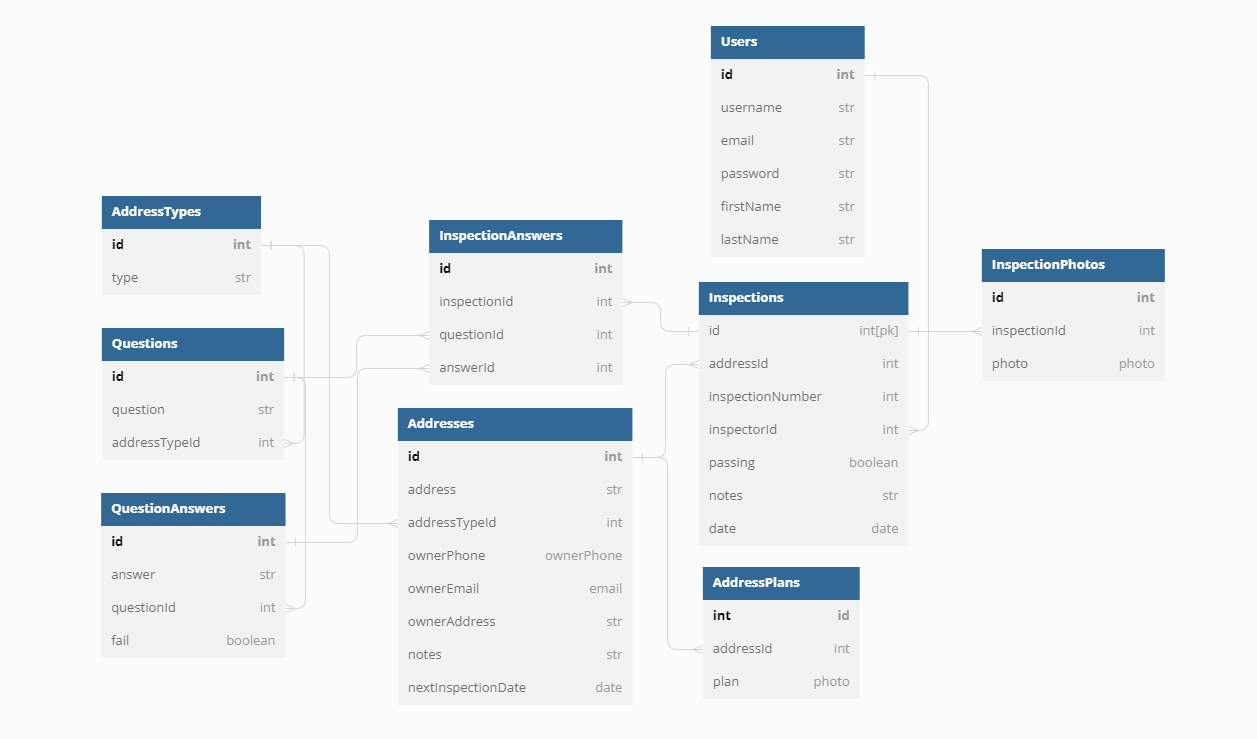 Users
id int
username str
email str
password str
firstName str
lastName str
AddressTypes
id int
type str
InspectionAnswers
id int
inspectionId int
questionId int
answerId int
InspectionPhotos
id int
inspectionId int
photo photo
Inspections
id int[pk]
addressId int
inspectionNumber int
inspectorId int
passing boolean
notes str
date date
Questions
id int
question str
addressTypeId int
Addresses
id int
address str
addressTypeId int
ownerPhone ownerPhone
ownerEmail email
ownerAddress str
notes str
nextInspectionDate date
QuestionAnswers
id int
answer str
questionId int
fail boolean
AddressPlans
int id
addressId int
plan photo